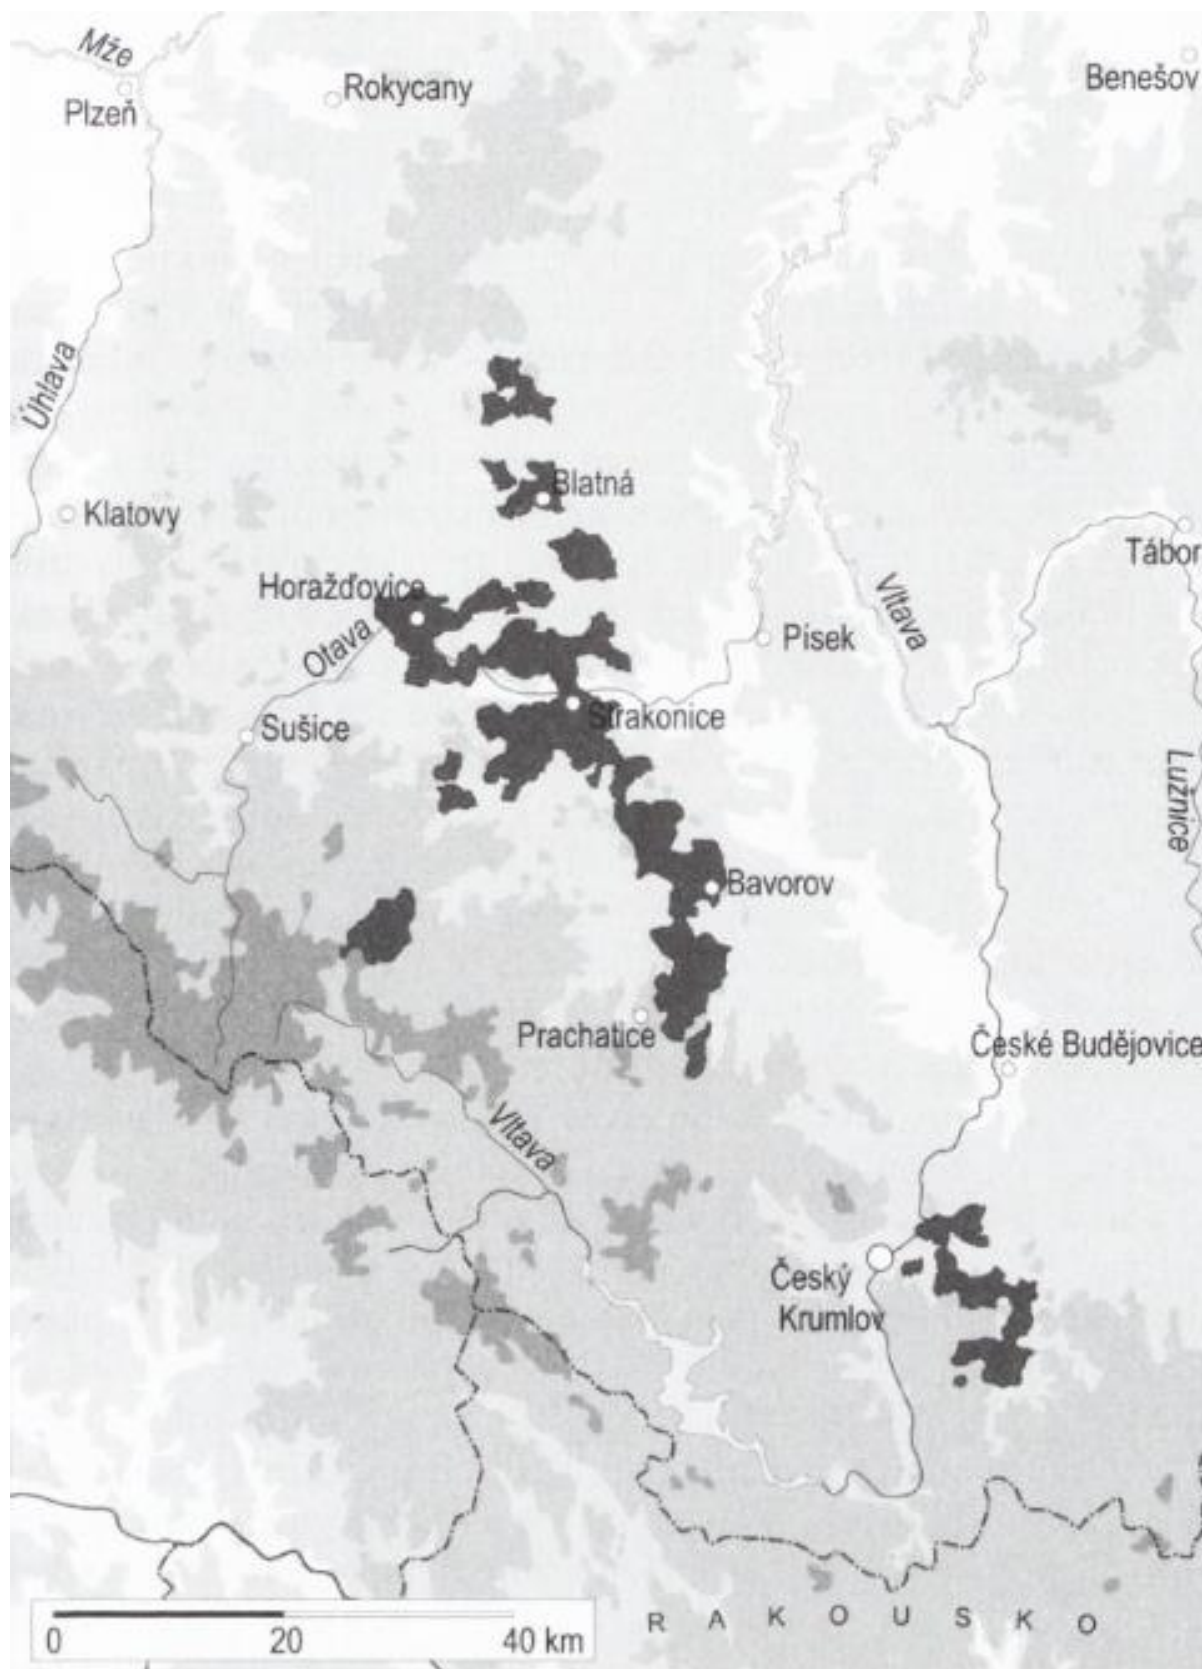 Mže
Rokycany
Benešov
Plzeň
Úhlava
Blatná
Klatovy
Tábor
Horažďovice
Vltava
Otava
Písek
Strakonice
Sušice
Lužnice
Bavorov
Prachatice
České Budějovice
Vltava
Český
Krumlov
RAKOUSKO
0 20 40 km